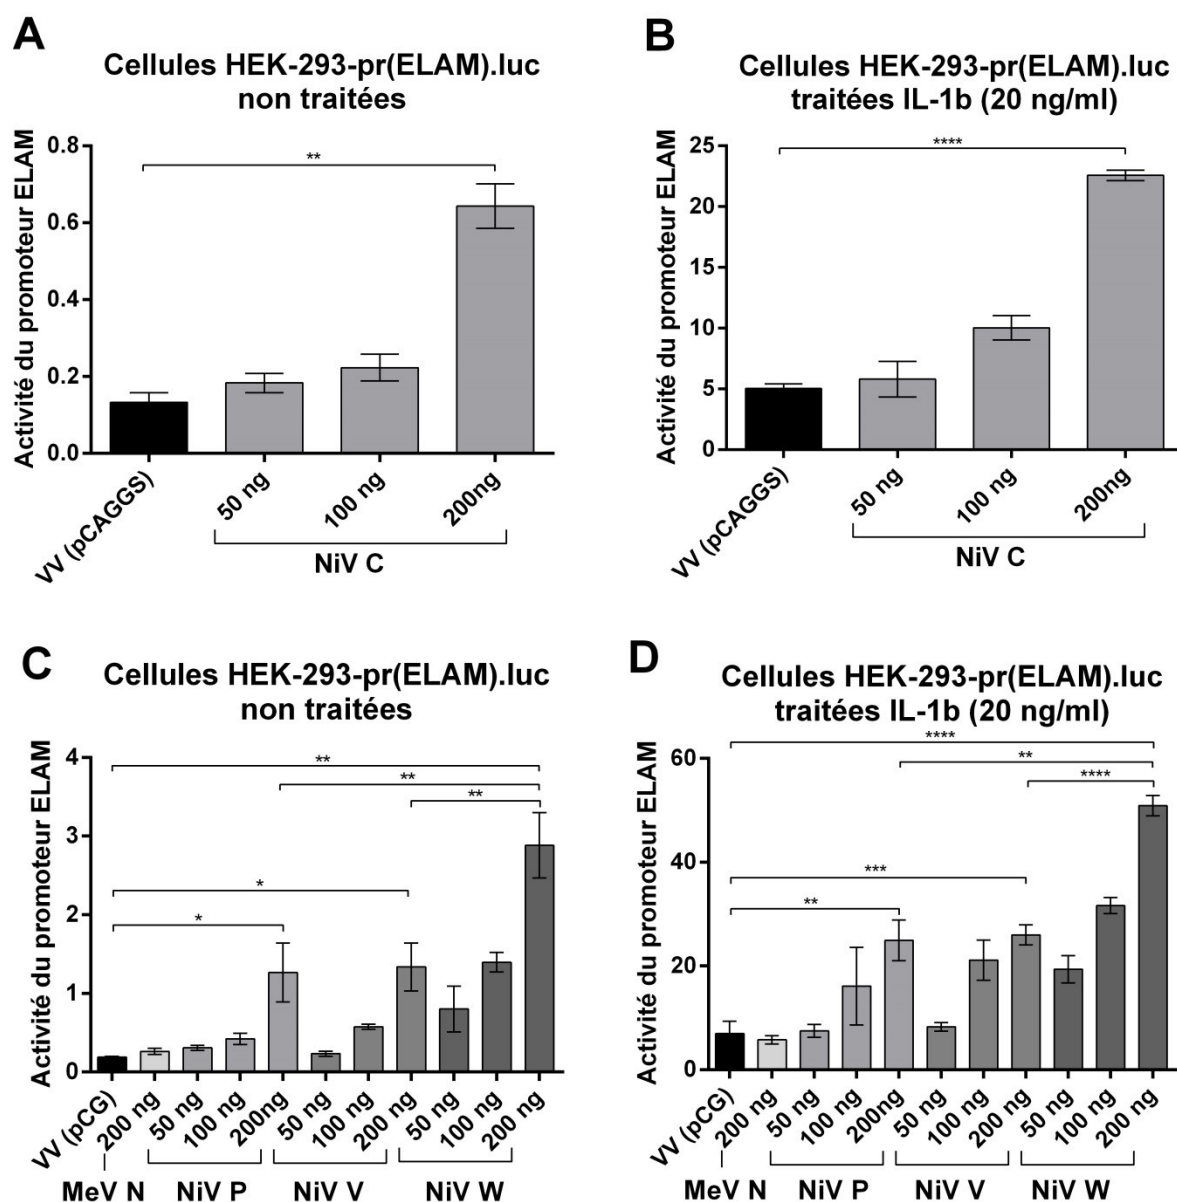 A
Cellules HEK-293-pr(ELAM).luc
non traitées
Activité du promoteur ELAM
0.8
0.6
0.4
0.2
0.0
**
VV (pCAGGS)
50 ng
100 ng
200ng
NiV C
B
Cellules HEK-293-pr(ELAM).luc
traitées IL-1b (20 ng/ml)
Activité du promoteur ELAM
25
20
15
10
5
0
****
VV (pCAGGS)
50 ng
100 ng
200ng
NiV C
C
Cellules HEK-293-pr(ELAM).luc
non traitées
Activité du promoteur ELAM
4
3
2
1
0
**
**
**
*
*
VV (pCG)
200 ng
50 ng
100 ng
200ng
50 ng
100 ng
200 ng
50 ng
100 ng
200 ng
MeV N
NiV P
NiV V
NiV W
D
Cellules HEK-293-pr(ELAM).luc
traitées IL-1b (20 ng/ml)
Activité du promoteur ELAM
60
40
20
0
****
**
****
***
**
VV (pCG)
200 ng
50 ng
100 ng
200ng
50 ng
100 ng
200 ng
50 ng
100 ng
200 ng
MeV N
NiV P
NiV V
NiV W